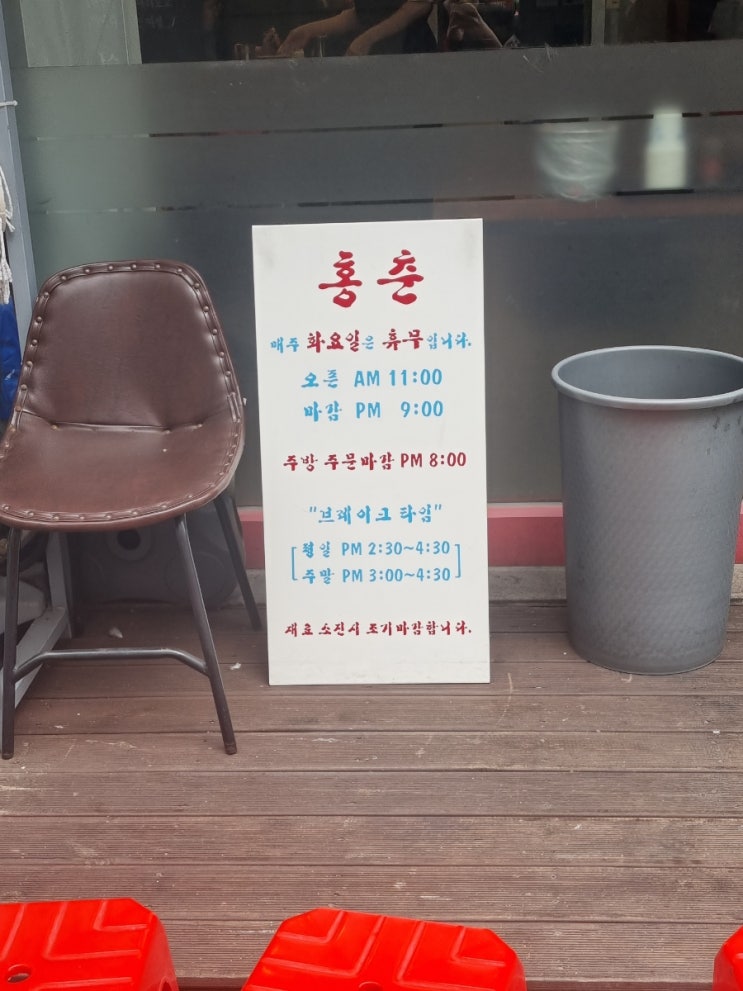 홍춘
매주 화요일은 휴무입니다.
오픈 AM 11:00
마감 PM 9:00
주방 주문마감 PM 8:00
"브레이크 타임"
평일 PM 2:30~4:30
주말 PM 3:00~4:30
재료 소진시 조기마감합니다.